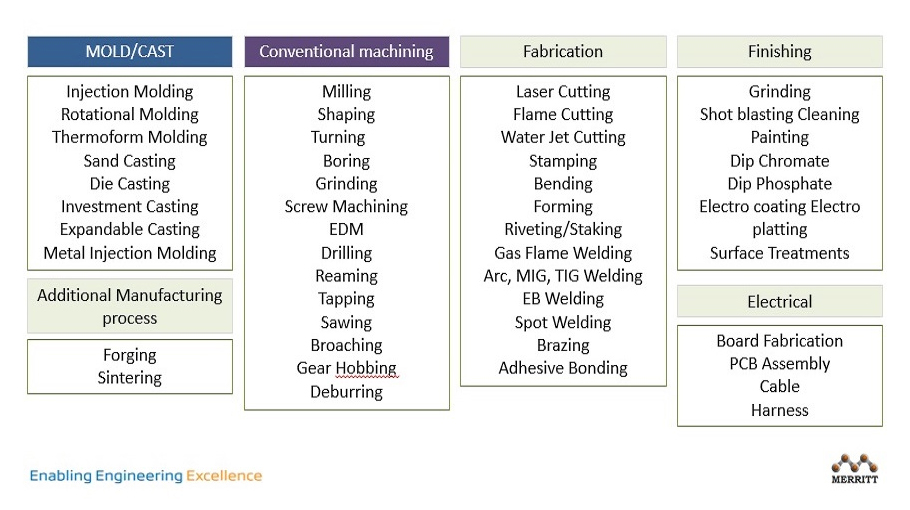 MOLD/CAST
Injection Molding
Rotational Molding
Thermoform Molding
Sand Casting
Die Casting
Investment Casting
Expandable Casting
Metal Injection Molding
Additional Manufacturing
process
Forging
Sintering
Conventional machining
Milling
Shaping
Turning
Boring
Grinding
Screw Machining
EDM
Drilling
Reaming
Tapping
Sawing
Broaching
Gear Hobbing
Deburring
Fabrication
Laser Cutting
Flame Cutting
Water Jet Cutting
Stamping
Bending
Forming
Riveting/Staking
Gas Flame Welding
Arc, MIG, TIG Welding
EB Welding
Spot Welding
Brazing
Adhesive Bonding
Finishing
Grinding
Shot blasting Cleaning
Painting
Dip Chromate
Dip Phosphate
Electro coating Electro
platting
Surface Treatments
Electrical
Board Fabrication
PCB Assembly
Cable
Harness
Enabling Engineering Excellence
MERRITT